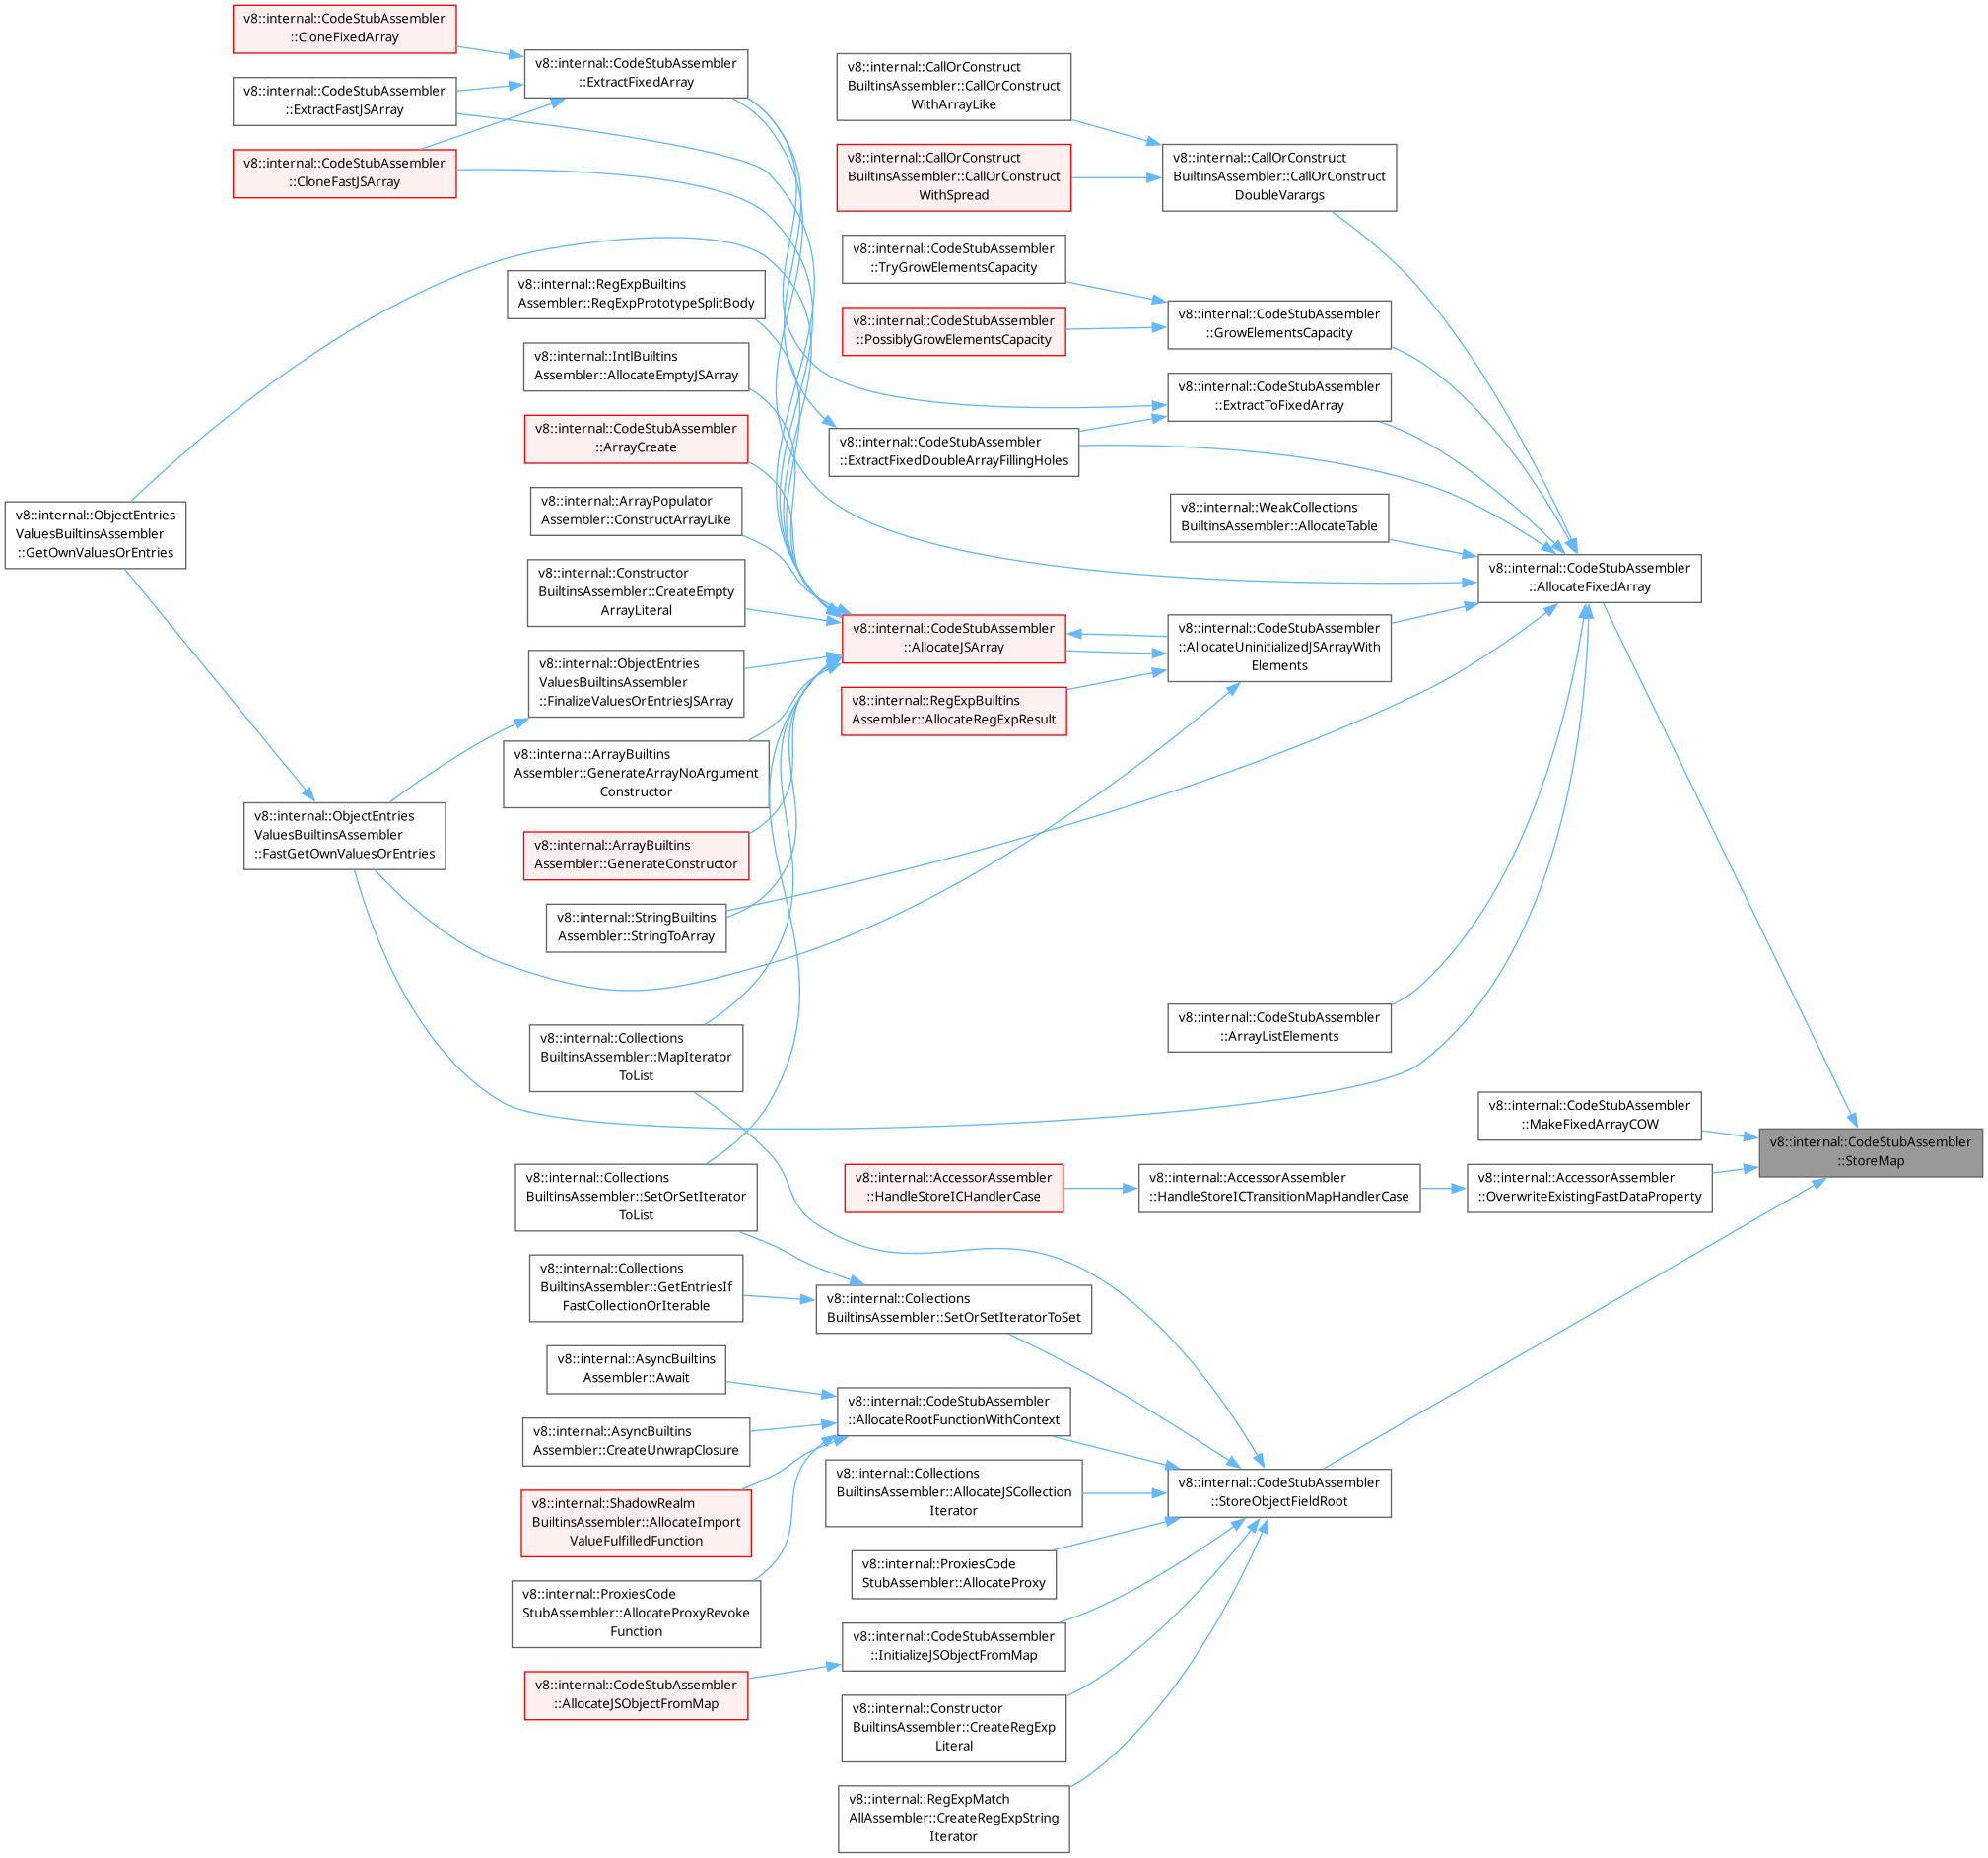 v8::internal::CodeStubAssembler
::CloneFixedArray
v8::internal::CodeStubAssembler
::ExtractFastJSArray
v8::internal::CodeStubAssembler
::CloneFastJSArray
v8::internal::ObjectEntries
ValuesBuiltinsAssembler
::GetOwnValuesOrEntries
v8::internal::ObjectEntries
ValuesBuiltinsAssembler
::FastGetOwnValuesOrEntries
v8::internal::CodeStubAssembler
::ExtractFixedArray
v8::internal::RegExpBuiltins
Assembler::RegExpPrototypeSplitBody
v8::internal::IntlBuiltins
Assembler::AllocateEmptyJSArray
v8::internal::CodeStubAssembler
::ArrayCreate
v8::internal::ArrayPopulator
Assembler::ConstructArrayLike
v8::internal::Constructor
BuiltinsAssembler::CreateEmpty
ArrayLiteral
v8::internal::ObjectEntries
ValuesBuiltinsAssembler
::FinalizeValuesOrEntriesJSArray
v8::internal::ArrayBuiltins
Assembler::GenerateArrayNoArgument
Constructor
v8::internal::ArrayBuiltins
Assembler::GenerateConstructor
v8::internal::StringBuiltins
Assembler::StringToArray
v8::internal::Collections
BuiltinsAssembler::MapIterator
ToList
v8::internal::Collections
BuiltinsAssembler::SetOrSetIterator
ToList
v8::internal::Collections
BuiltinsAssembler::GetEntriesIf
FastCollectionOrIterable
v8::internal::AsyncBuiltins
Assembler::Await
v8::internal::AsyncBuiltins
Assembler::CreateUnwrapClosure
v8::internal::ShadowRealm
BuiltinsAssembler::AllocateImport
ValueFulfilledFunction
v8::internal::ProxiesCode
StubAssembler::AllocateProxyRevoke
Function
v8::internal::CodeStubAssembler
::AllocateJSObjectFromMap
v8::internal::CallOrConstruct
BuiltinsAssembler::CallOrConstruct
WithArrayLike
v8::internal::CallOrConstruct
BuiltinsAssembler::CallOrConstruct
WithSpread
v8::internal::CodeStubAssembler
::TryGrowElementsCapacity
v8::internal::CodeStubAssembler
::PossiblyGrowElementsCapacity
v8::internal::CodeStubAssembler
::ExtractFixedDoubleArrayFillingHoles
v8::internal::CodeStubAssembler
::AllocateJSArray
v8::internal::RegExpBuiltins
Assembler::AllocateRegExpResult
v8::internal::AccessorAssembler
::HandleStoreICHandlerCase
v8::internal::Collections
BuiltinsAssembler::SetOrSetIteratorToSet
v8::internal::CodeStubAssembler
::AllocateRootFunctionWithContext
v8::internal::Collections
BuiltinsAssembler::AllocateJSCollection
Iterator
v8::internal::ProxiesCode
StubAssembler::AllocateProxy
v8::internal::CodeStubAssembler
::InitializeJSObjectFromMap
v8::internal::Constructor
BuiltinsAssembler::CreateRegExp
Literal
v8::internal::RegExpMatch
AllAssembler::CreateRegExpString
Iterator
v8::internal::CallOrConstruct
BuiltinsAssembler::CallOrConstruct
DoubleVarargs
v8::internal::CodeStubAssembler
::GrowElementsCapacity
v8::internal::CodeStubAssembler
::ExtractToFixedArray
v8::internal::WeakCollections
BuiltinsAssembler::AllocateTable
v8::internal::CodeStubAssembler
::AllocateUninitializedJSArrayWith
Elements
v8::internal::CodeStubAssembler
::ArrayListElements
v8::internal::AccessorAssembler
::HandleStoreICTransitionMapHandlerCase
v8::internal::CodeStubAssembler
::StoreObjectFieldRoot
v8::internal::CodeStubAssembler
::AllocateFixedArray
v8::internal::CodeStubAssembler
::MakeFixedArrayCOW
v8::internal::AccessorAssembler
::OverwriteExistingFastDataProperty
v8::internal::CodeStubAssembler
::StoreMap